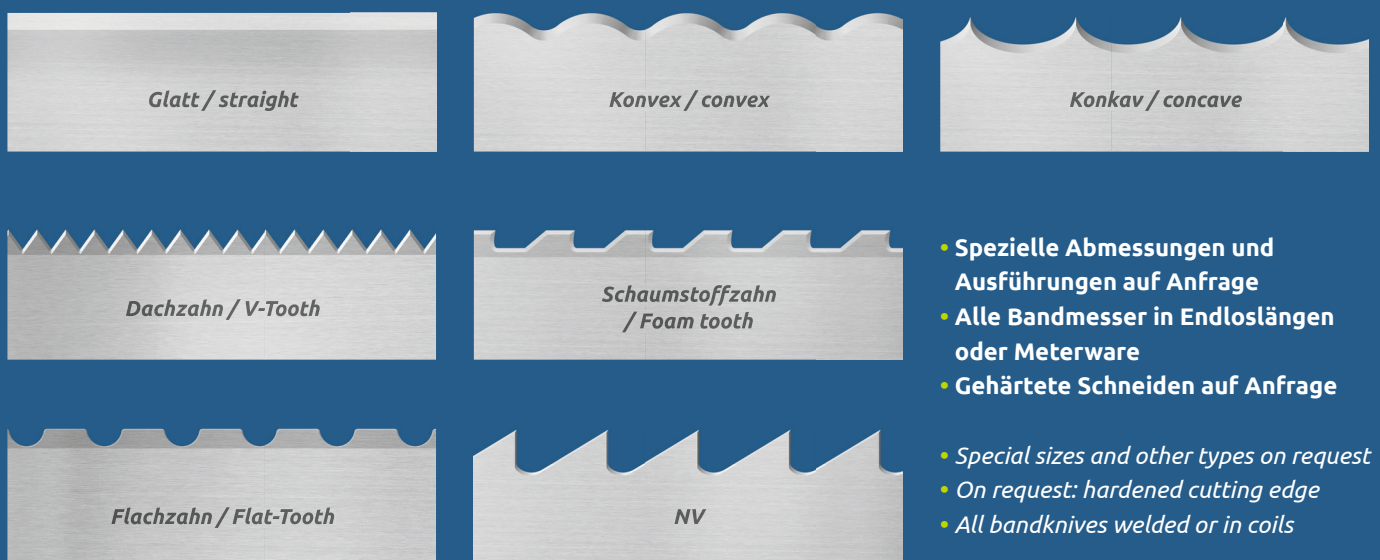 Glatt / straight
Konvex / convex
Konkav / concave
Dachzahn / V-Tooth
Schaumstoffzahn
/ Foam tooth
Flachzahn / Flat-Tooth
NV
• Spezielle Abmessungen und
Ausführungen auf Anfrage
• Alle Bandmesser in Endloslängen
oder Meterware
• Gehärtete Schneiden auf Anfrage
• Special sizes and other types on request
• On request: hardened cutting edge
• All bandknives welded or in coils